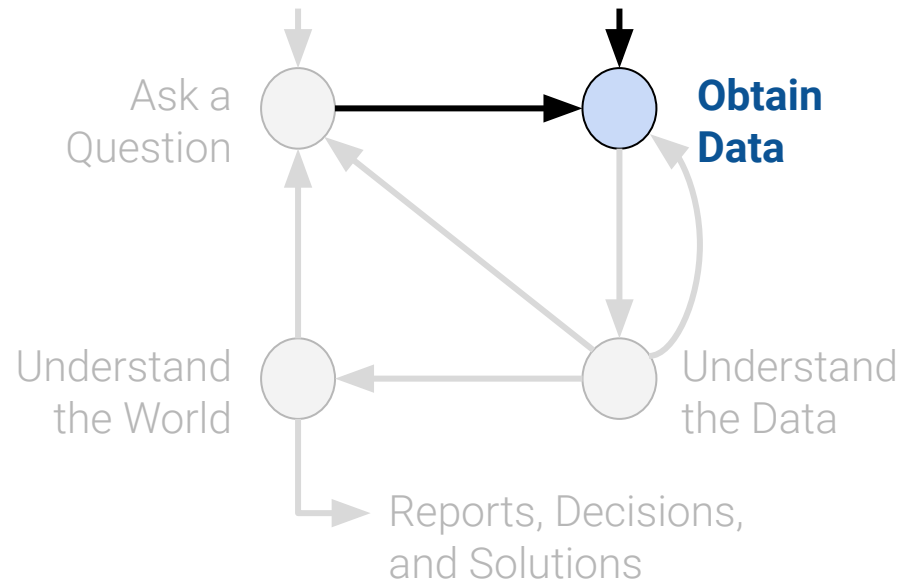 Ask a
Question
Obtain
Data
Understand
the World
Understand
the Data
Reports, Decisions,
and Solutions